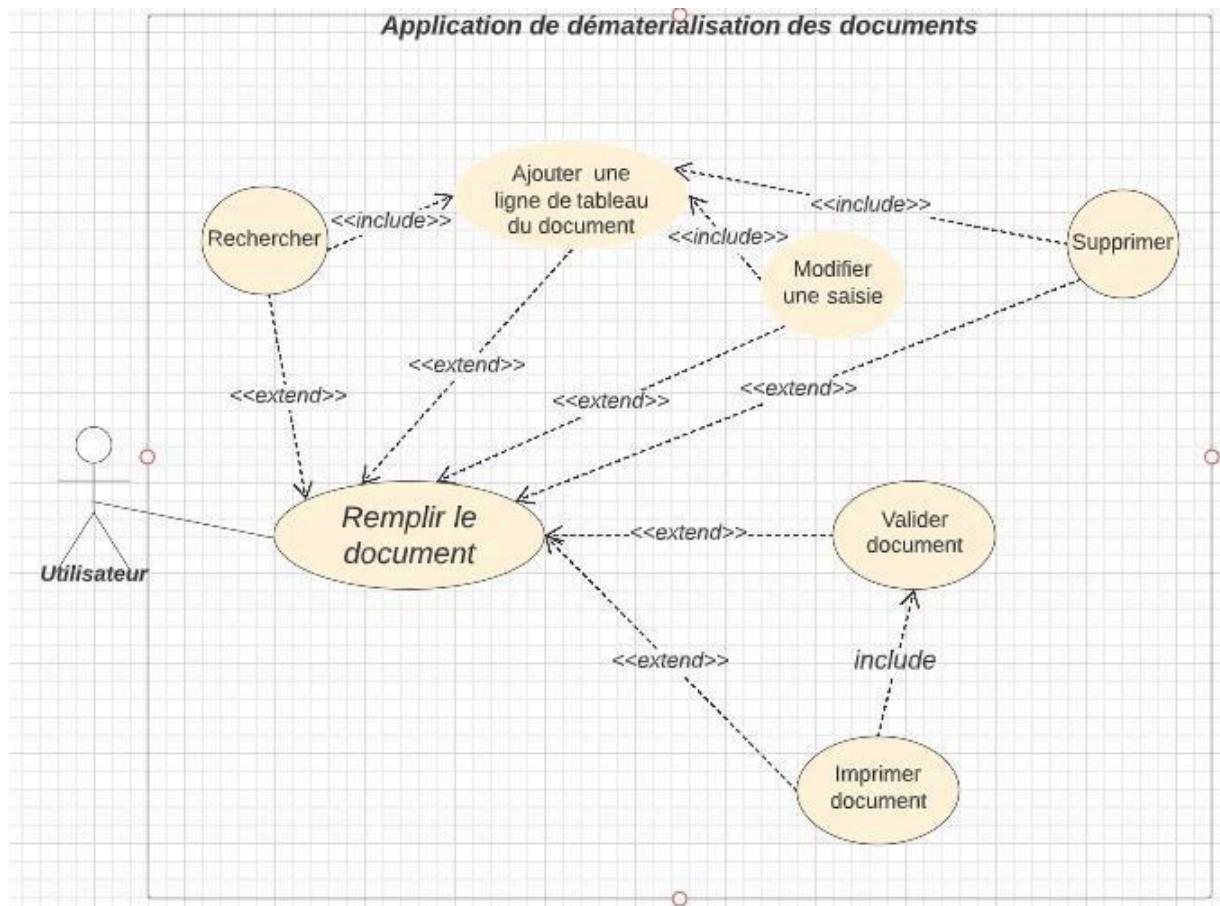 Application de dématerialisation des documents
Ajouter une
ligne de tableau
du document
Rechercher
<<include>>
<<include>>
<<include>>
Supprimer
Modifier
une saisie
<<extend>>
<<extend>>
<<extend>>
<<extend>>
Remplir le
document
<<extend>>
Valider
document
Utilisateur
<<extend>>
include
Imprimer
document